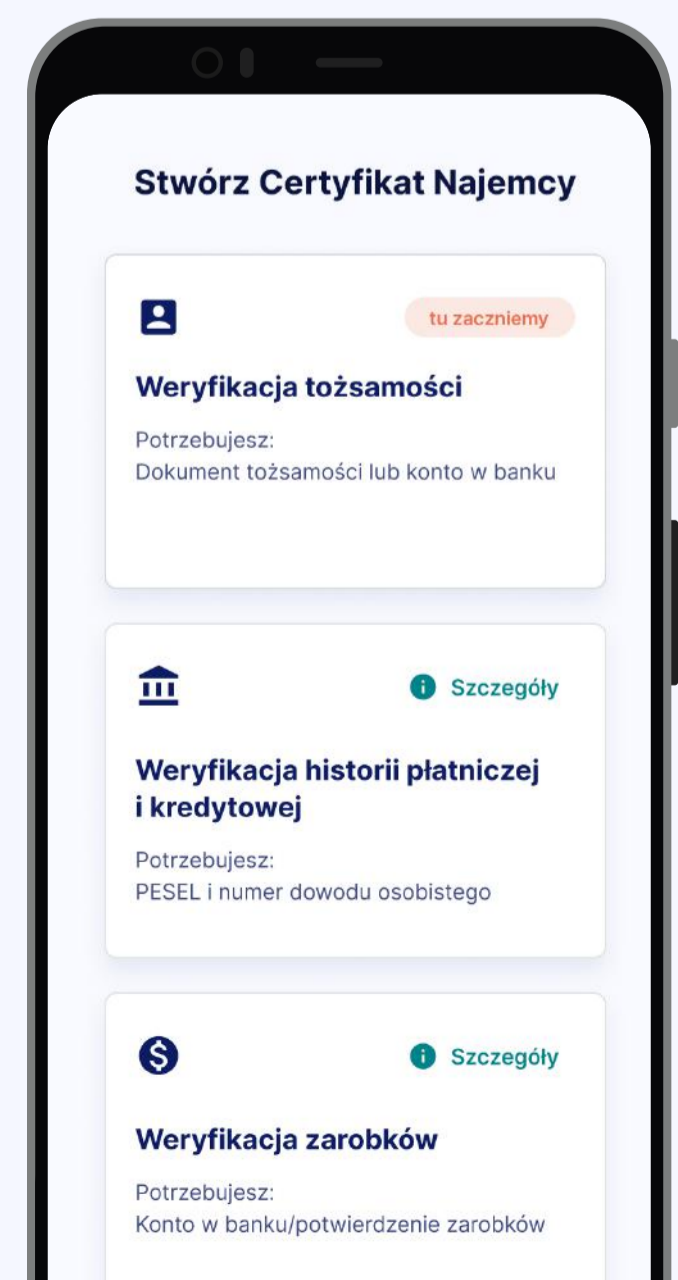 Stwórz Certyfikat Najemcy
tu zaczniemy
Weryfikacja tożsamości
Potrzebujesz:
Dokument tożsamości lub konto w banku
Szczegóły
Weryfikacja historii płatniczej
i kredytowej
Potrzebujesz:
PESEL i numer dowodu osobistego
Szczegóły
Weryfikacja zarobków
Potrzebujesz:
Konto w banku/potwierdzenie zarobków